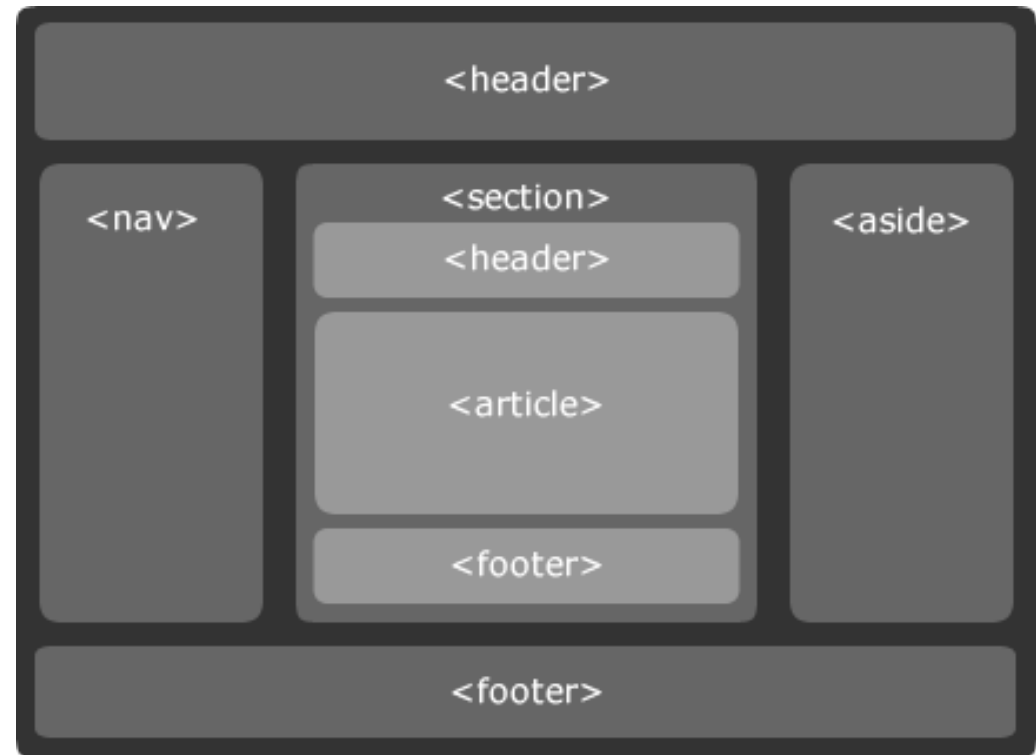 <header>
<nav>
<section>
<header>
<article>
<footer>
<aside>
<footer>